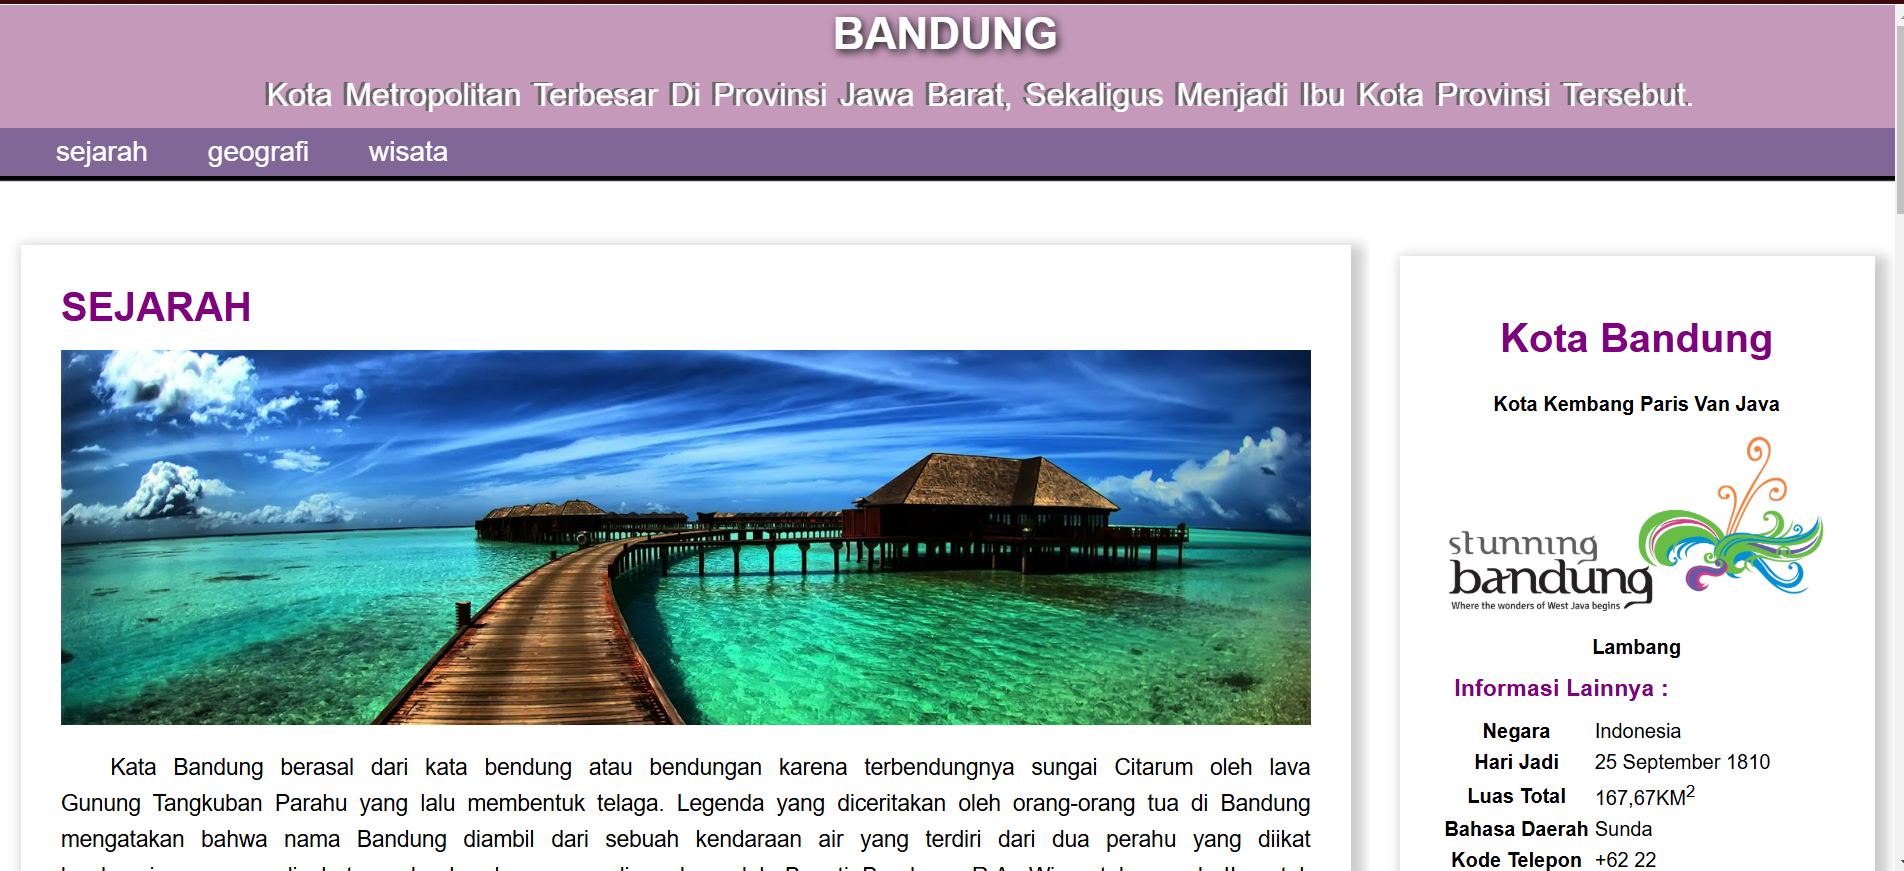 BANDUNG
Kota Metropolitan Terbesar Di Provinsi Jawa Barat, Sekaligus Menjadi Ibu Kota Provinsi Tersebut.
sejarah geografi wisata
SEJARAH
Kata Bandung berasal dari kata bendung atau bendungan karena terbendungnya sungai Citarum oleh lava
Gunung Tangkuban Parahu yang lalu membentuk telaga. Legenda yang diceritakan oleh orang-orang tua di Bandung
mengatakan bahwa nama Bandung diambil dari sebuah kendaraan air yang terdiri dari dua perahu yang diikat
Kota Bandung
Kota Kembang Paris Van Java
stunning
bandung
Where the wonders of West Java begins
Lambang
Informasi Lainnya :
Negara Indonesia
Hari Jadi 25 September 1810
Luas Total 167,67KM²
Bahasa Daerah Sunda
Kode Telepon +62 22